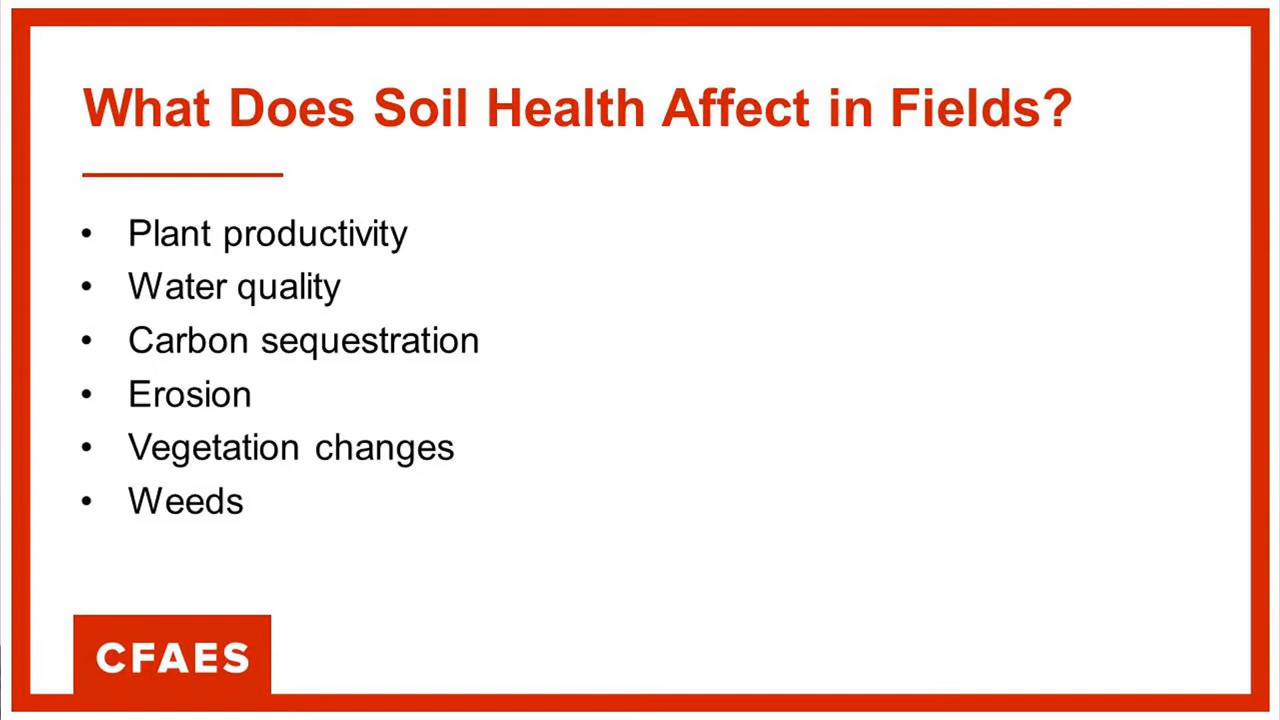 What Does Soil Health Affect in Fields?
• Plant productivity
• Water quality
• Carbon sequestration
• Erosion
• Vegetation changes
• Weeds
CFAES